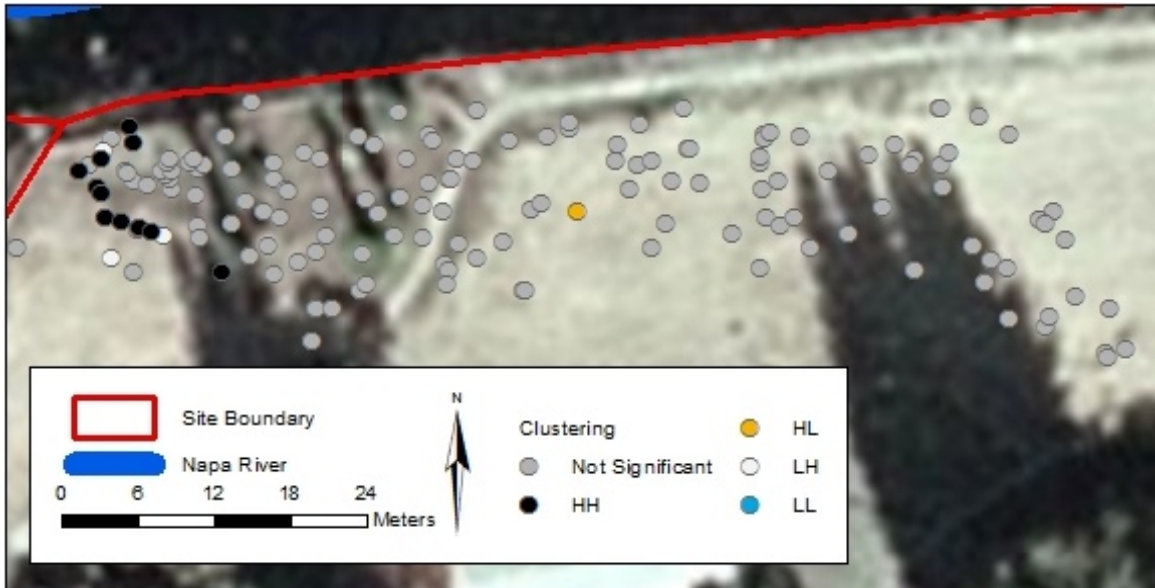 Site Boundary
Napa River
0 6 12 18 24
Meters
N
Clustering
Not Significant
HH
HL
LH
LL